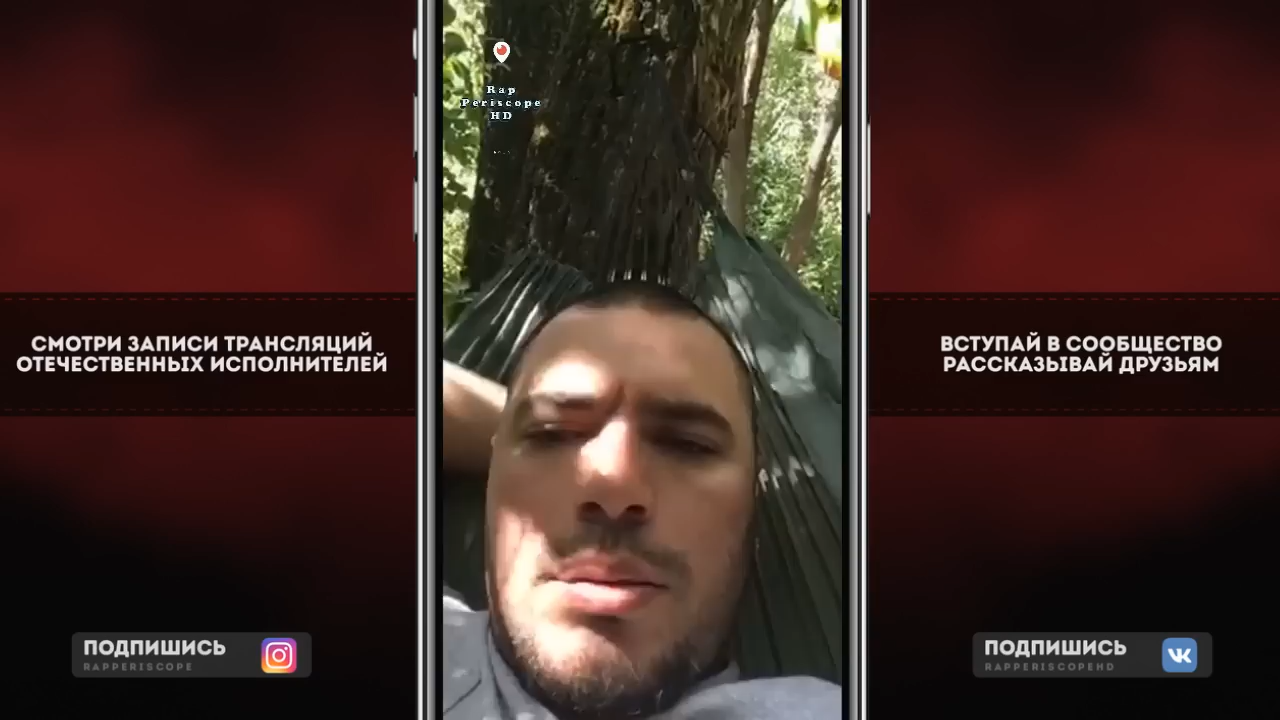 Rap
Periscope
HD
СМОТРИ ЗАПИСИ ТРАНСЛЯЦИЙ
ОТЕЧЕСТВЕННЫХ ИСПОЛНИТЕЛЕЙ
ВСТУПАЙ В СООБЩЕСТВО
РАССКАЗЫВАЙ ДРУЗЬЯМ
ПОДПИШИСЬ
RAPPERISCOPE
ПОДПИШИСЬ
RAPPERISCOPEHD